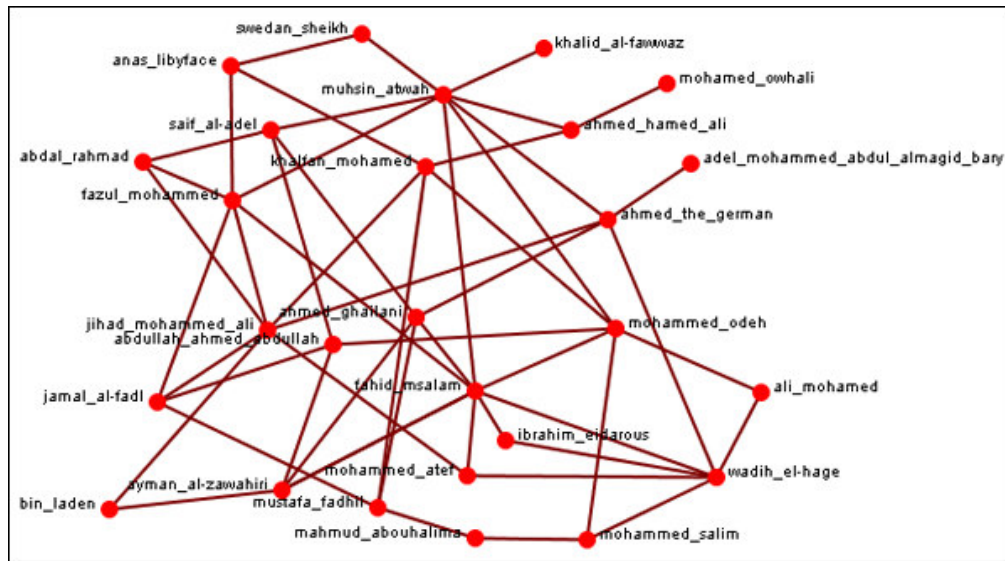 swedan_sheikh
khalid_al-fawwaz
anas_libyface
mohamed_owhali
muhsin_atwah
saif_al-adel
ahmed_hamed_ali
abdal_rahmad
khalfan_mohamed
adel_mohammed_abdul_almagid_bary
fazul_mohammed
ahmed_the_german
ahmed_ghailani
jihad_mohammed_ali
mohammed_odeh
abdullah_ahmed_abdullah
fahid_msalam
ali_mohamed
jamal_al-fadl
ibrahim_eidarous
mohammed_atef
wadih_el-hage
ayman_al-zawahiri
bin_laden
mustafa_fadhil
mahmud_abouhalima
mohammed_salim